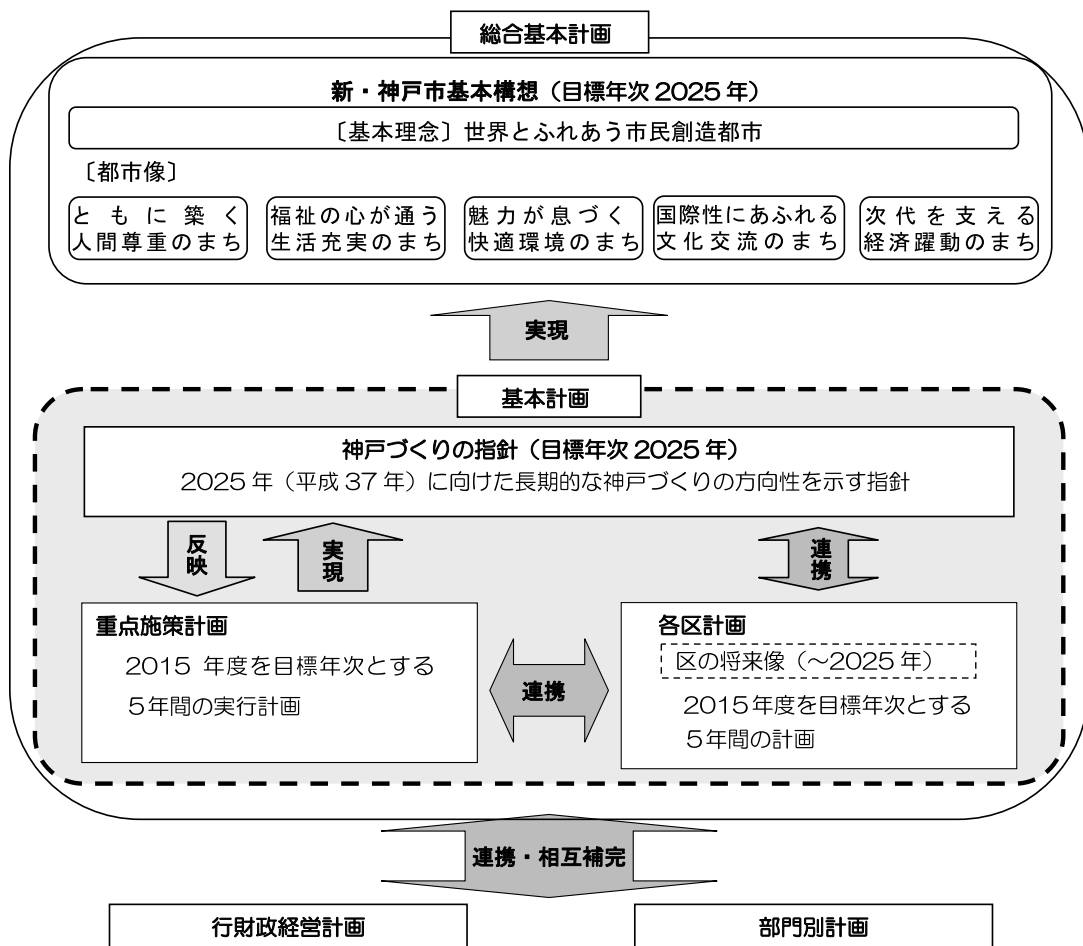 総合基本計画
新・神戸市基本構想（目標年次 2025 年）
〔基本理念〕世界とふれあう市民創造都市
〔都市像〕
ともに築く
人間尊重のまち
福祉の心が通う
生活充実のまち
魅力が息づく
快適環境のまち
国際性にあふれる
文化交流のまち
次代を支える
経済躍動のまち
実現
基本計画
神戸づくりの指針（目標年次 2025 年）
2025 年（平成 37 年）に向けた長期的な神戸づくりの方向性を示す指針
反映
実現
連携
重点施策計画
2015 年度を目標年次とする
５年間の実行計画
連携
各区計画
区の将来像（～2025 年）
2015年度を目標年次とする
５年間の計画
連携・相互補完
行財政経営計画
部門別計画